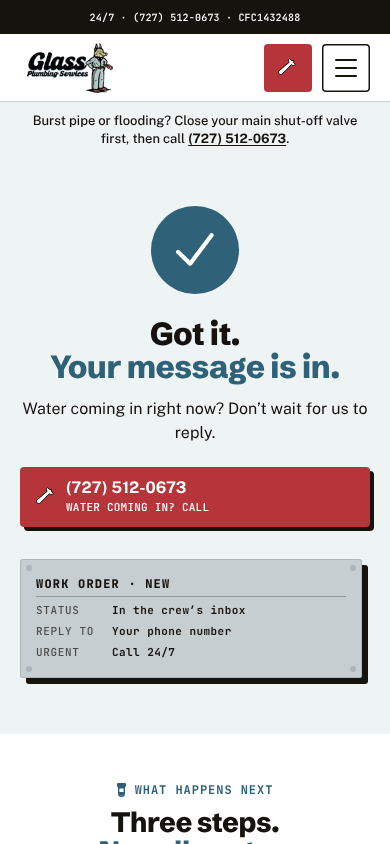 24/7 · (727) 512-0673 · CFC1432488
Glass
Plumbing Services
Burst pipe or flooding? Close your main shut-off valve
first, then call (727) 512-0673.
Got it.
Your message is in.
Water coming in right now? Don’t wait for us to
reply.
(727) 512-0673
WATER COMING IN? CALL
WORK ORDER · NEW
STATUS In the crew’s inbox
REPLY TO Your phone number
URGENT Call 24/7
WHAT HAPPENS NEXT
Three steps.